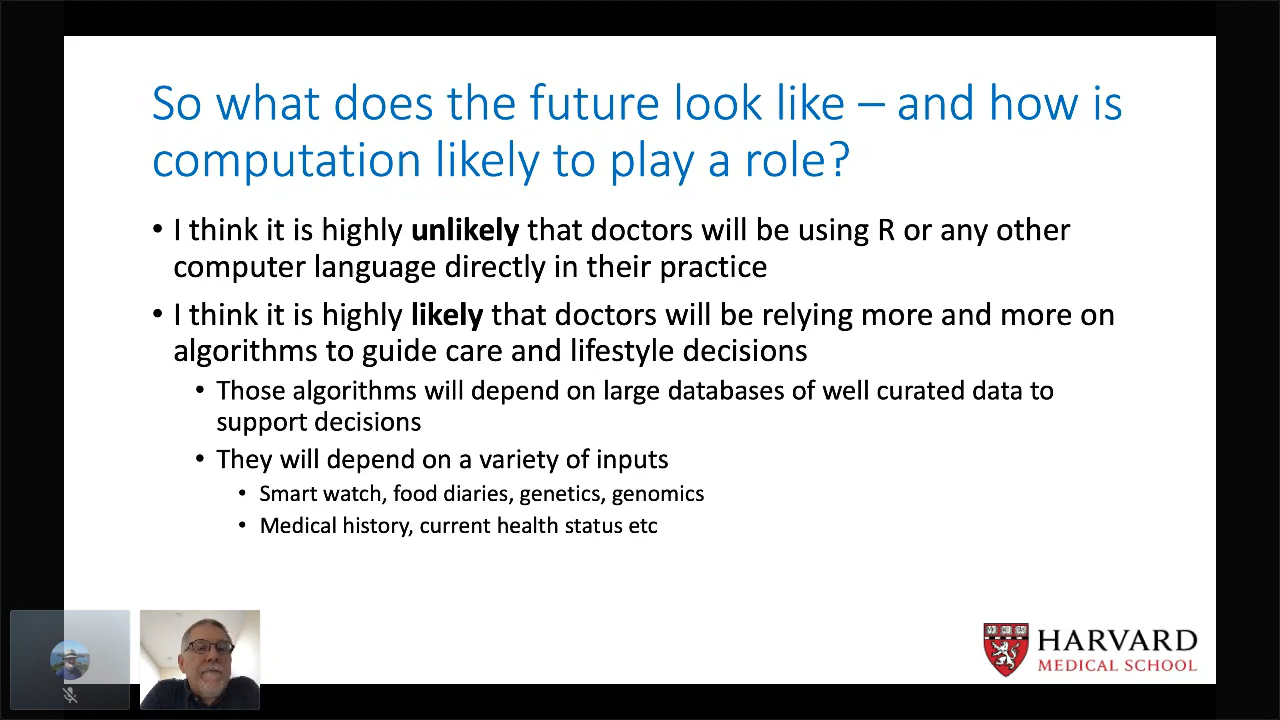 So what does the future look like – and how is
computation likely to play a role?
• I think it is highly unlikely that doctors will be using R or any other
computer language directly in their practice
• I think it is highly likely that doctors will be relying more and more on
algorithms to guide care and lifestyle decisions
• Those algorithms will depend on large databases of well curated data to
support decisions
• They will depend on a variety of inputs
• Smart watch, food diaries, genetics, genomics
• Medical history, current health status etc
HARVARD
MEDICAL SCHOOL